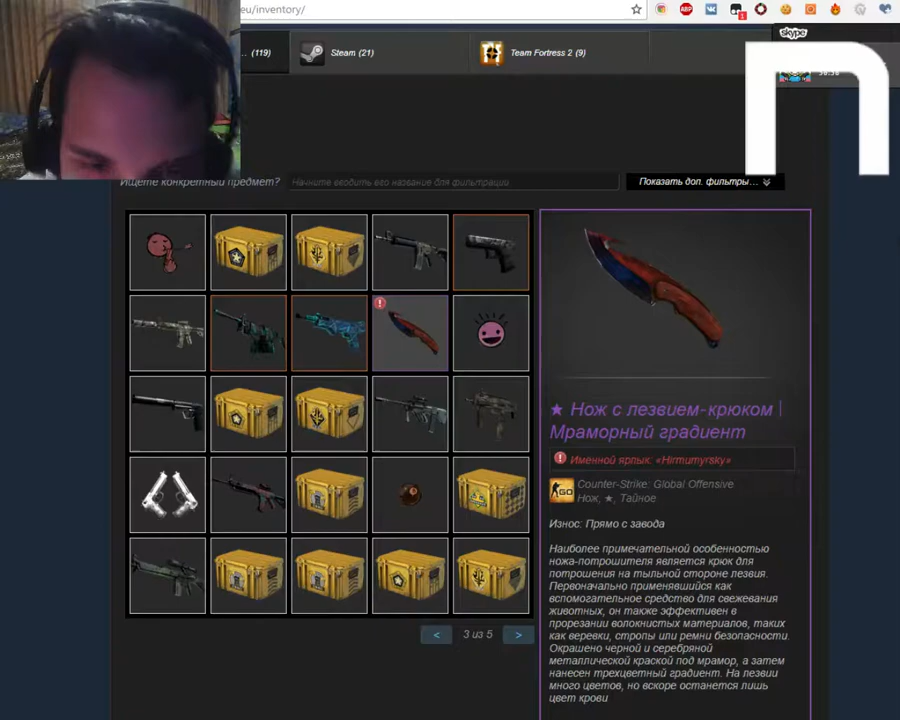 eu/inventory/
... (119)
Steam (21)
Team Fortress 2 (9)
skype
Ищете конкретный предмет?
Начните вводить его название для фильтрации
Показать доп. фильтры...
★ Нож с лезвием-крюком |
Мраморный градиент
Именной ярлык: «Hirmumyrsky»
Counter-Strike: Global Offensive
Нож, ★, Тайное
Износ: Прямо с завода
Наиболее примечательной особенностью
ножа-потрошителя является крюк для
потрошения на тыльной стороне лезвия.
Первоначально применявшийся как
вспомогательное средство для свежевания
животных, он также эффективен в
прорезании волокнистых материалов, таких
как веревки, стропы или ремни безопасности.
Окрашено черной и серебряной
металлической краской под мрамор, а затем
нанесен трехцветный градиент. На лезвии
много цветов, но вскоре останется лишь
цвет крови
< 3 из 5 >